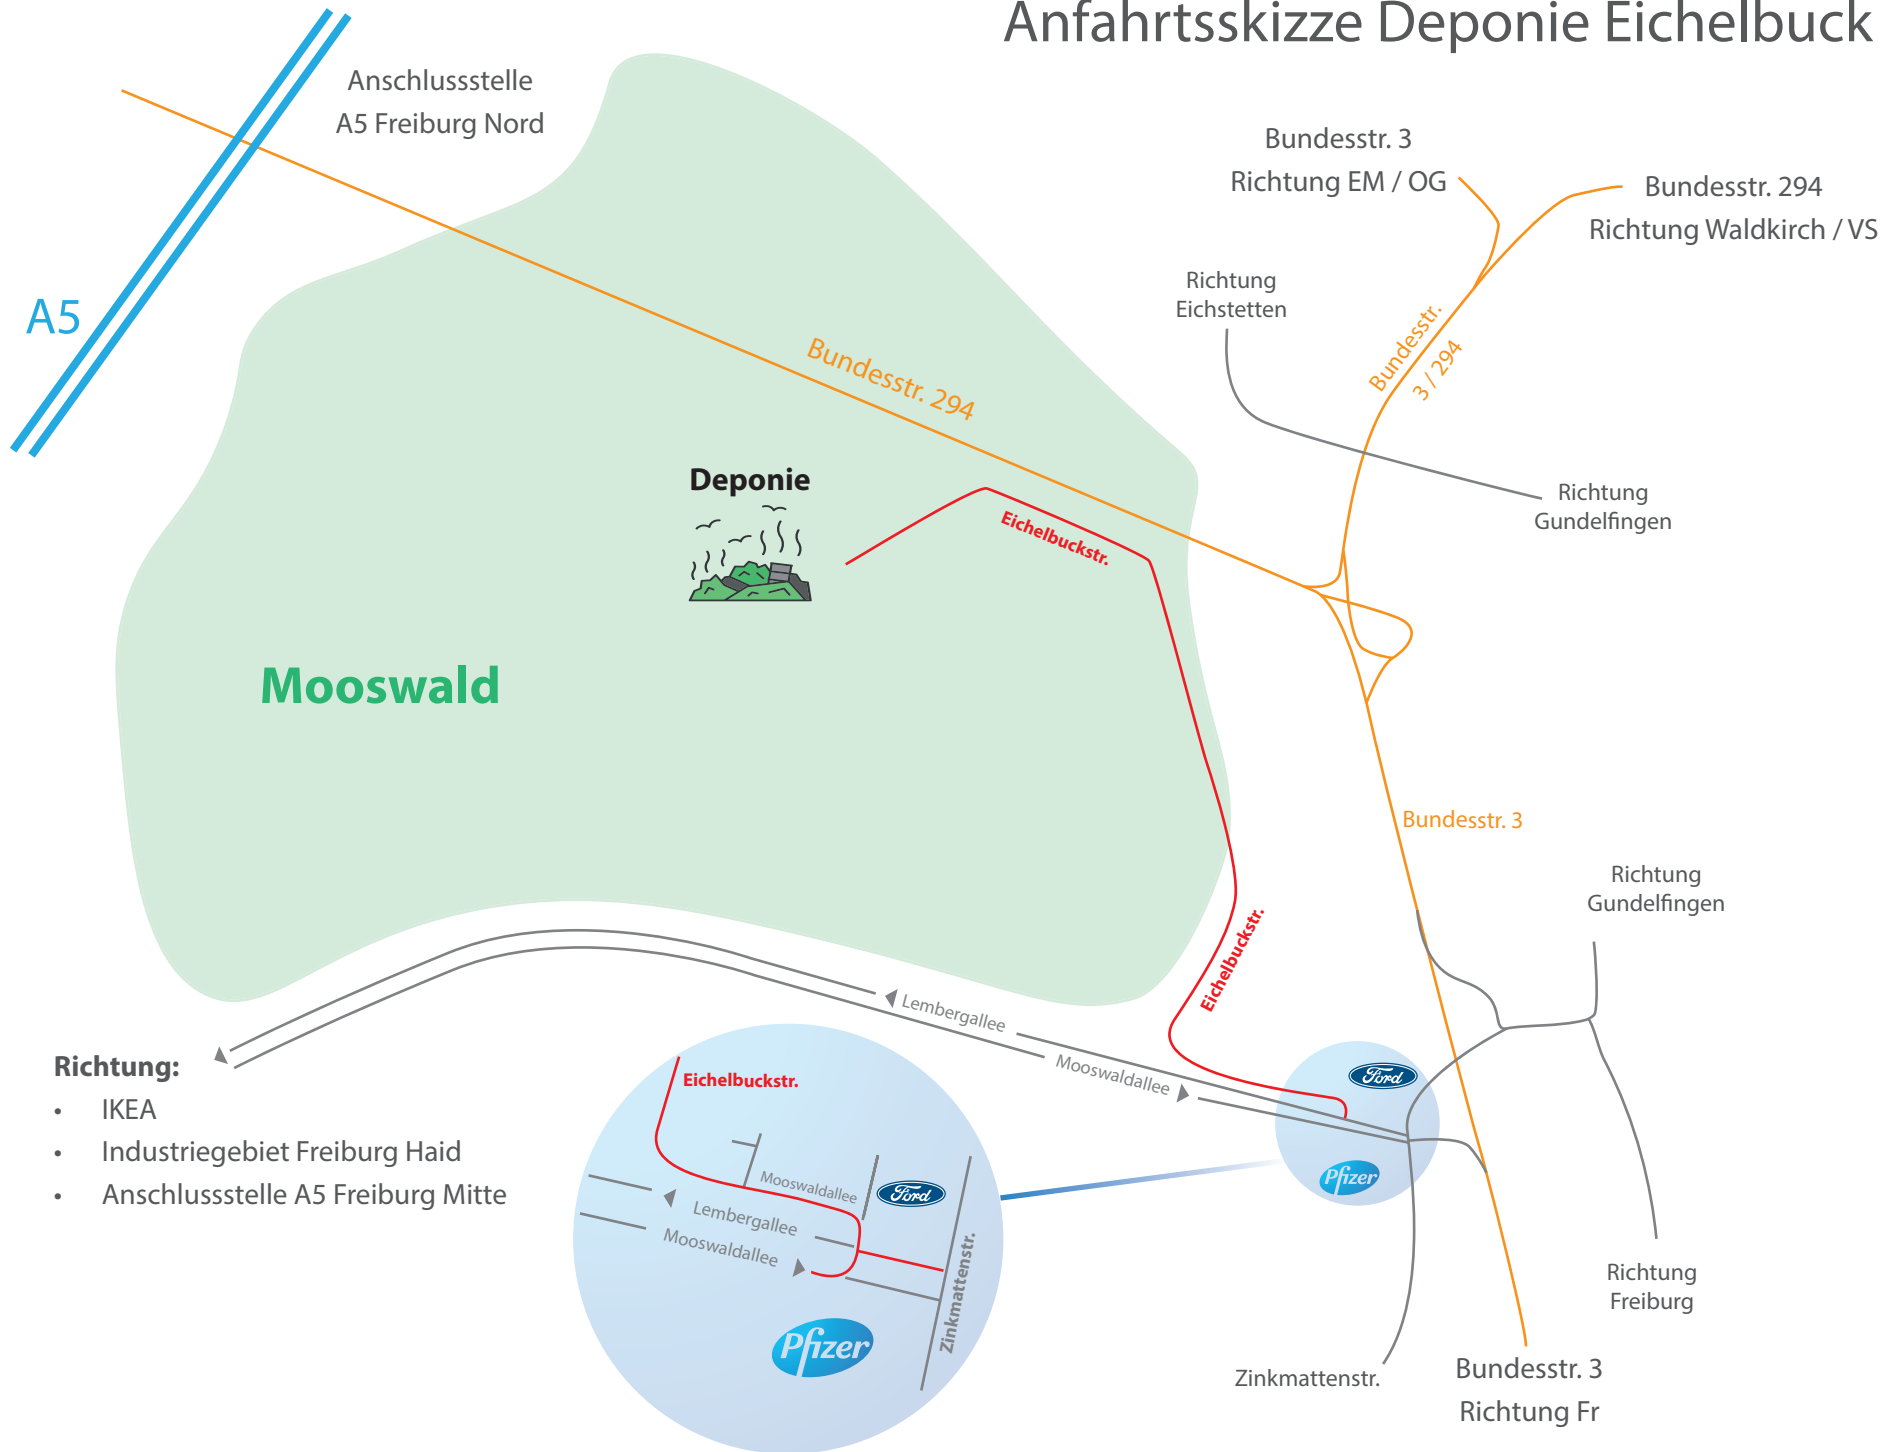 Anfahrtsskizze Deponie Eichelbuck
Anschlussstelle
A5 Freiburg Nord
A5
Bundesstr. 3
Richtung EM / OG
Bundesstr. 294
Richtung Waldkirch / VS
Richtung
Eichstetten
Bundesstr.
3 / 294
Bundesstr. 294
Richtung
Gundelfingen
Deponie
Eichelbuckstr.
Mooswald
Bundesstr. 3
Richtung
Gundelfingen
Eichelbuckstr.
Lembergallee
Mooswaldallee
Ford
Pfizer
Richtung:
• IKEA
• Industriegebiet Freiburg Haid
• Anschlussstelle A5 Freiburg Mitte
Eichelbuckstr.
Mooswaldallee
Ford
Lembergallee
Mooswaldallee
Zinkmattenstr.
Pfizer
Richtung
Freiburg
Zinkmattenstr.
Bundesstr. 3
Richtung Fr